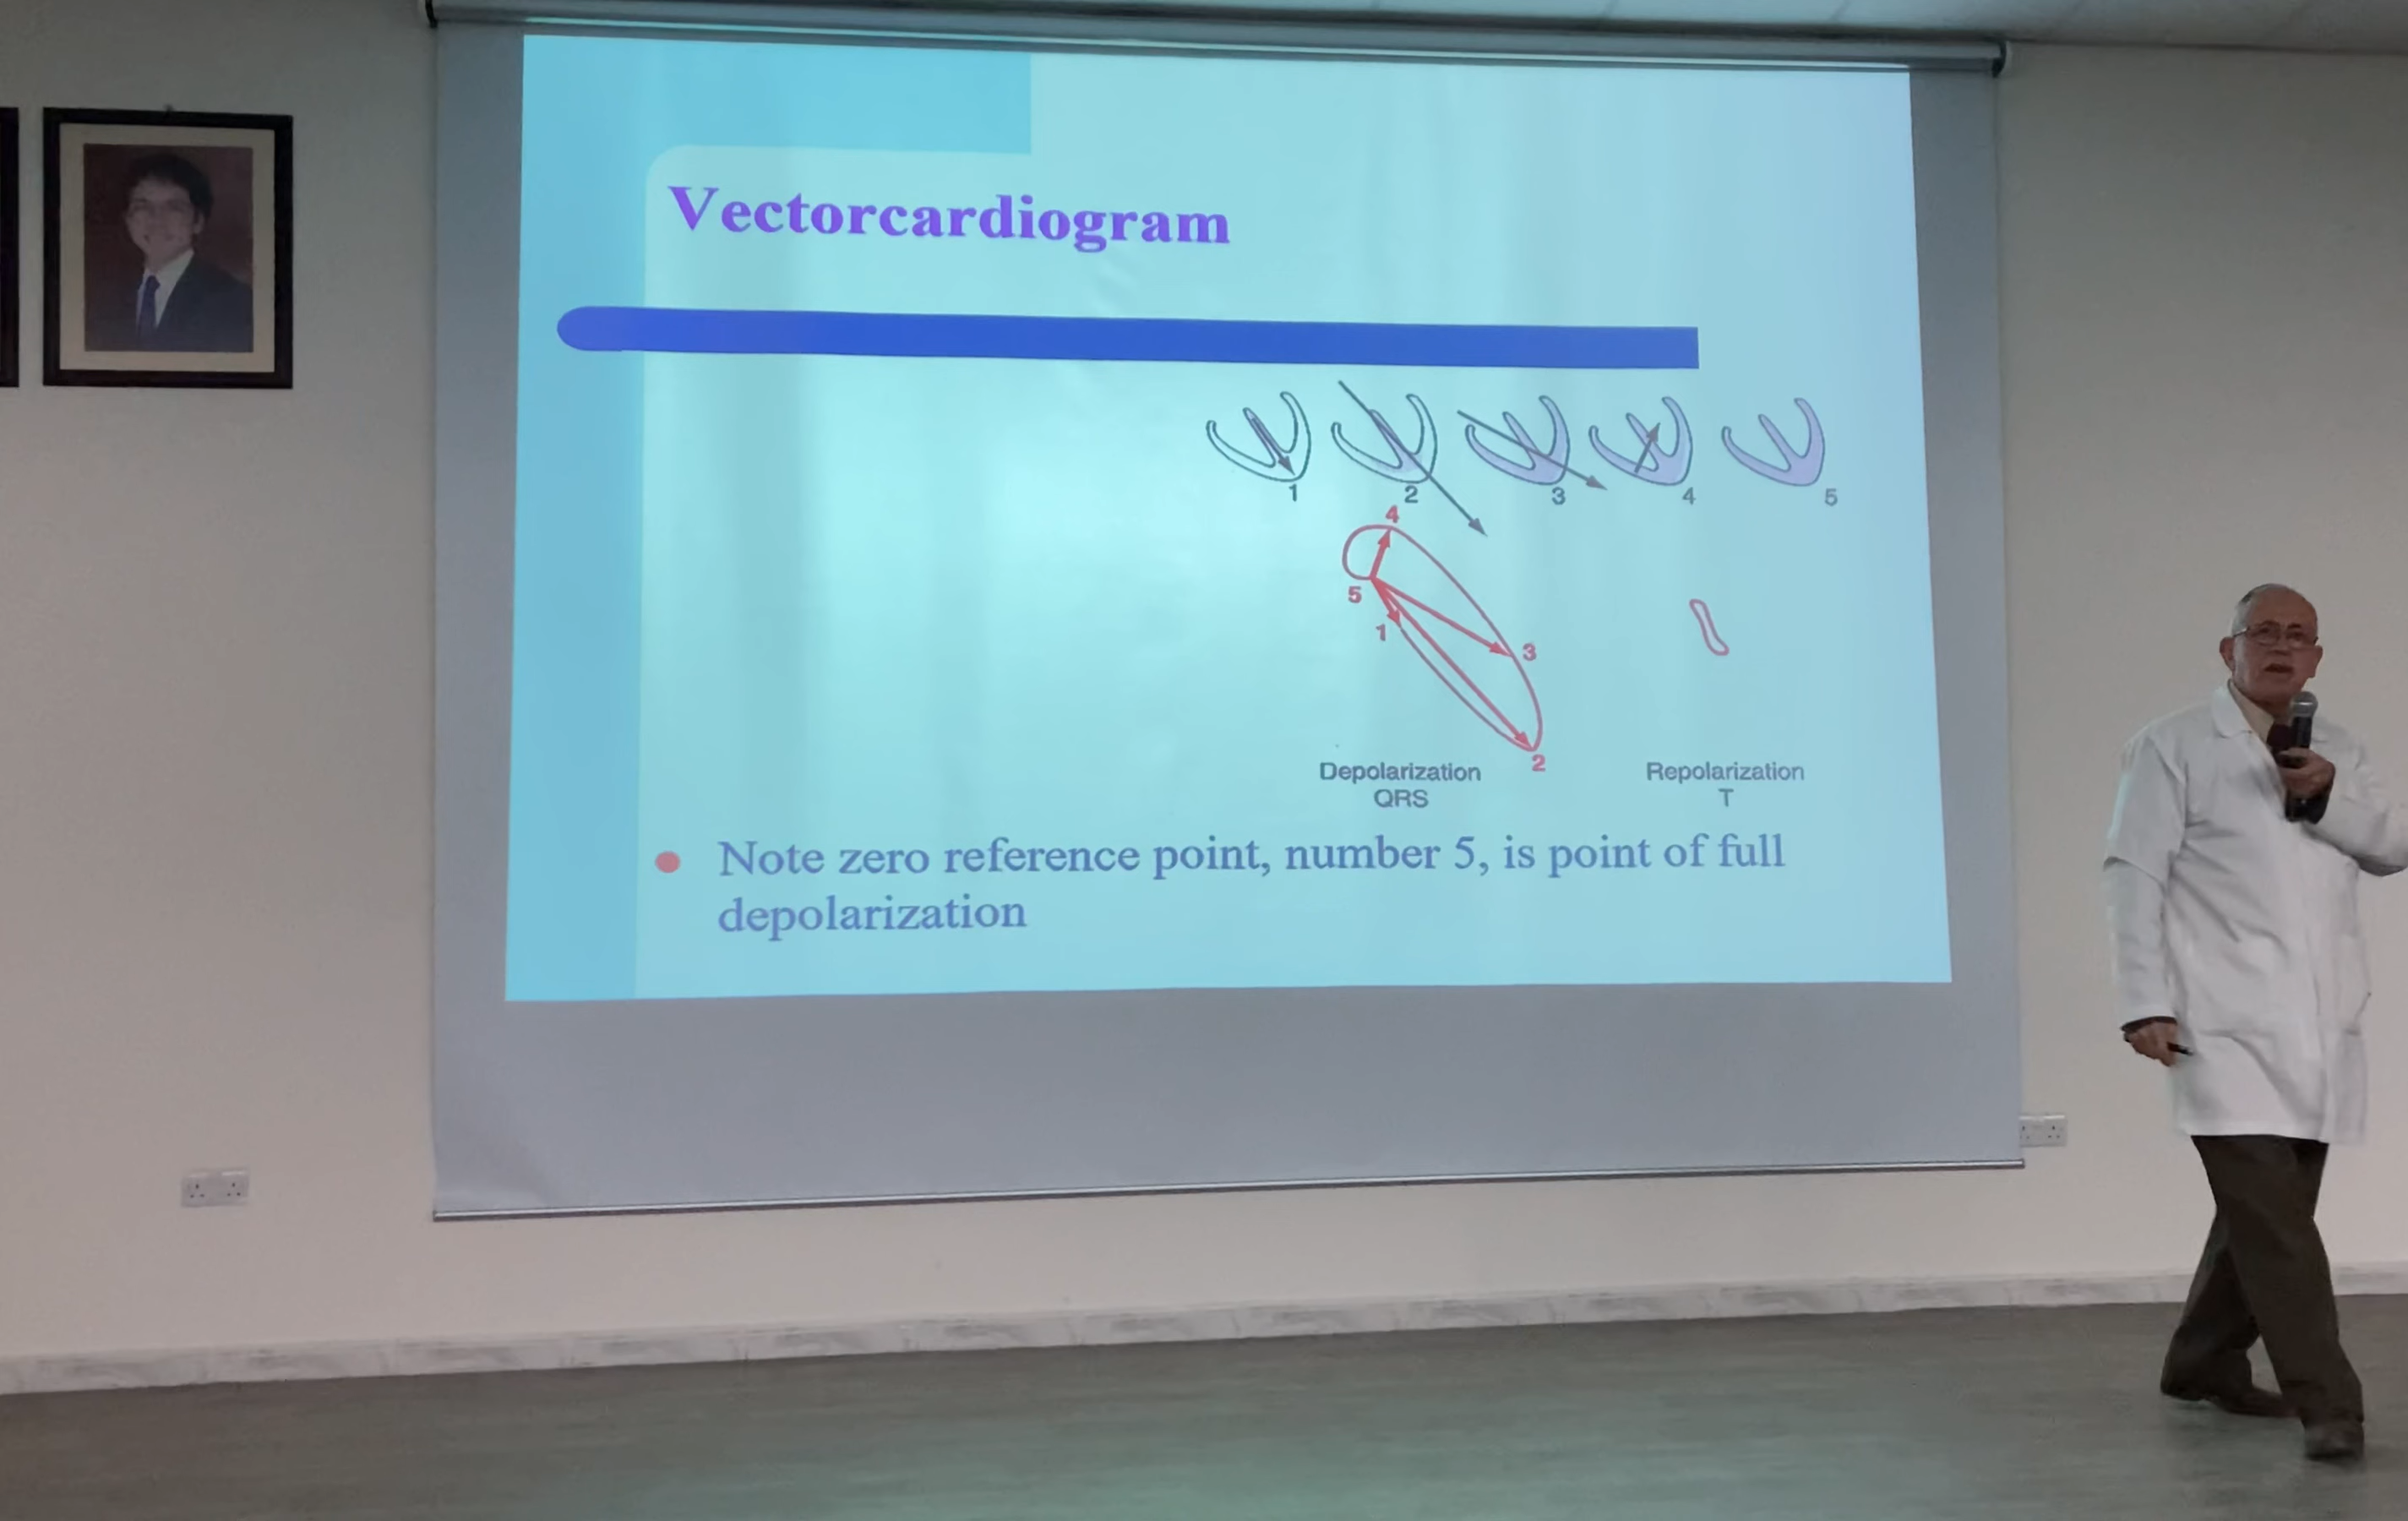 Vectorcardiogram
1 2 3 4 5
4
5
1
3
2
Depolarization Repolarization
QRS T
Note zero reference point, number 5, is point of full
depolarization